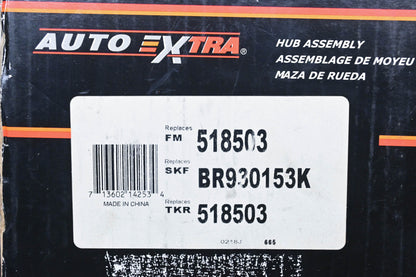 AUTO EXTRA®
HUB ASSEMBLY
ASSEMBLAGE DE MOYEU
MAZA DE RUEDA
Replaces
FM 518503
Replaces
SKF BR930153K
Replaces
TKR 518503
7 13602 14253 4
MADE IN CHINA
0218J 665